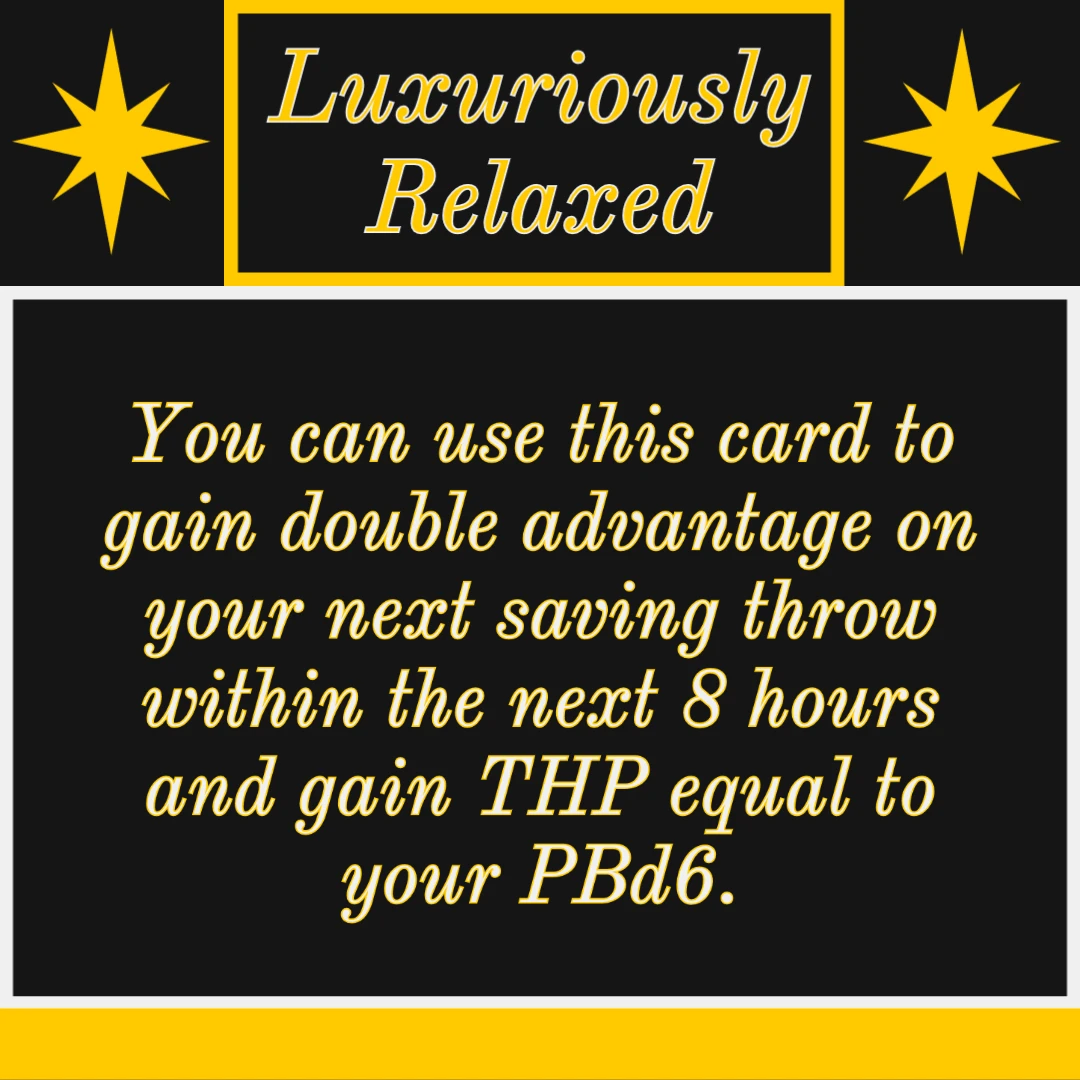 Luxuriously
Relaxed
You can use this card to
gain double advantage on
your next saving throw
within the next 8 hours
and gain THP equal to
your PBd6.